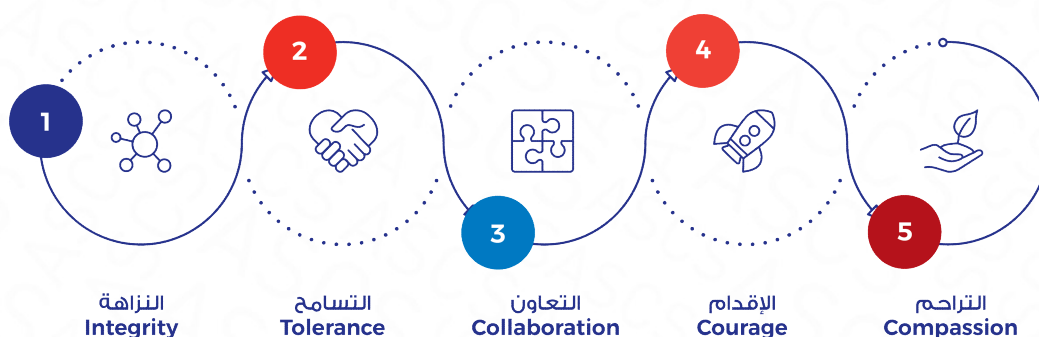 1
2
3
4
5
النزاهة
Integrity
التسامح
Tolerance
التعاون
Collaboration
الإقدام
Courage
التراحم
Compassion